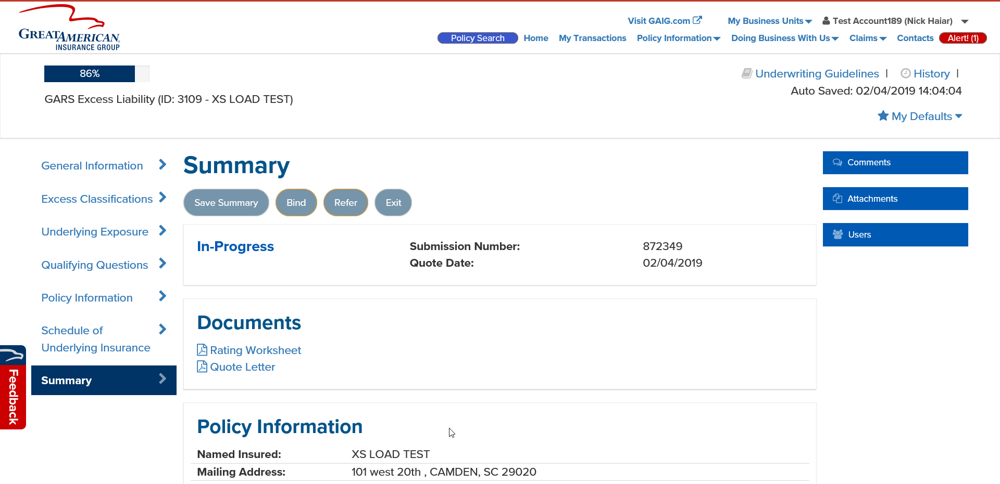 GREATAMERICAN®
INSURANCE GROUP
Visit GAIG.com My Business Units Test Account189 (Nick Haiar)
Policy Search Home My Transactions Policy Information Doing Business With Us Claims Contacts Alert! (1)
86%
GARS Excess Liability (ID: 3109 - XS LOAD TEST)
Underwriting Guidelines | History |
Auto Saved: 02/04/2019 14:04:04
My Defaults
General Information
Excess Classifications
Underlying Exposure
Qualifying Questions
Policy Information
Schedule of
Underlying Insurance
Summary
Feedback
Summary
Save Summary Bind Refer Exit
In-Progress Submission Number: 872349
Quote Date: 02/04/2019
Documents
Rating Worksheet
Quote Letter
Policy Information
Named Insured: XS LOAD TEST
Mailing Address: 101 west 20th , CAMDEN, SC 29020
Comments
Attachments
Users